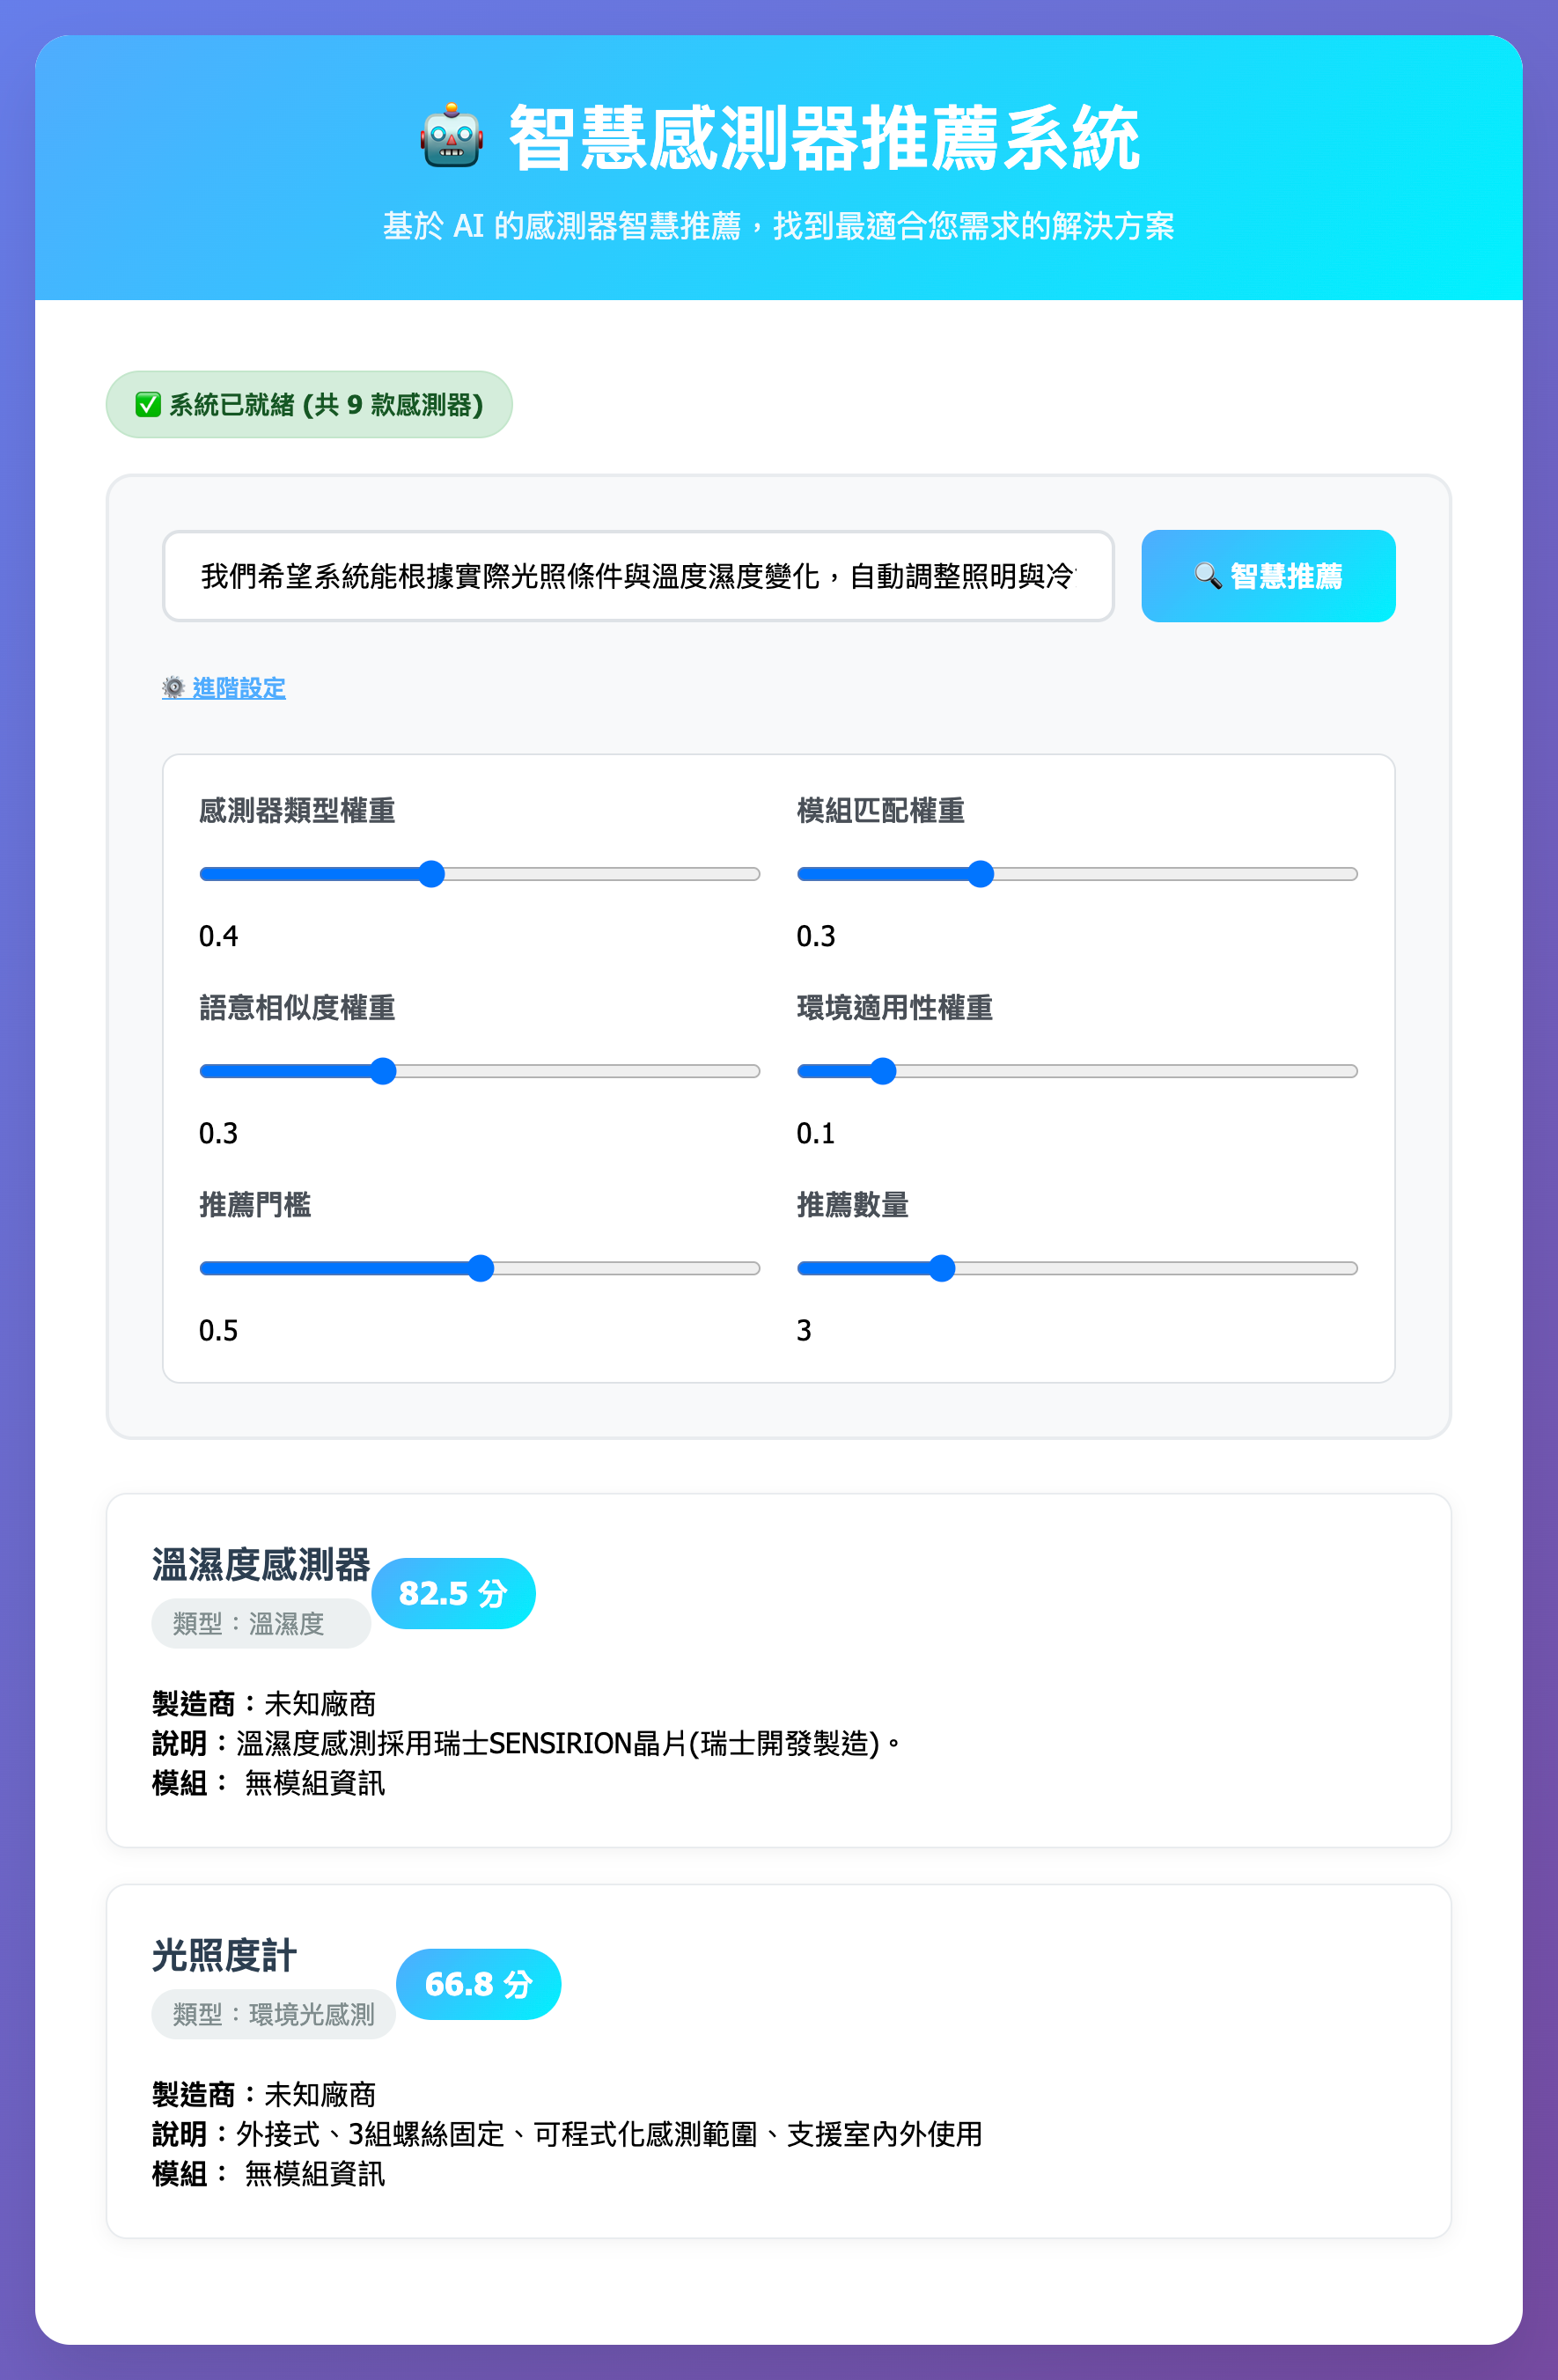 🤖 智慧感測器推薦系統
基於 AI 的感測器智慧推薦，找到最適合您需求的解決方案
✅ 系統已就緒 (共 9 款感測器)
我們希望系統能根據實際光照條件與溫度濕度變化，自動調整照明與冷
🔍 智慧推薦
⚙️ 進階設定
感測器類型權重
0.4
模組匹配權重
0.3
語意相似度權重
0.3
環境適用性權重
0.1
推薦門檻
0.5
推薦數量
3
溫濕度感測器
類型：溫濕度
82.5 分
製造商：未知廠商
說明：溫濕度感測採用瑞士SENSIRION晶片(瑞士開發製造)。
模組： 無模組資訊
光照度計
類型：環境光感測
66.8 分
製造商：未知廠商
說明：外接式、3組螺絲固定、可程式化感測範圍、支援室內外使用
模組： 無模組資訊